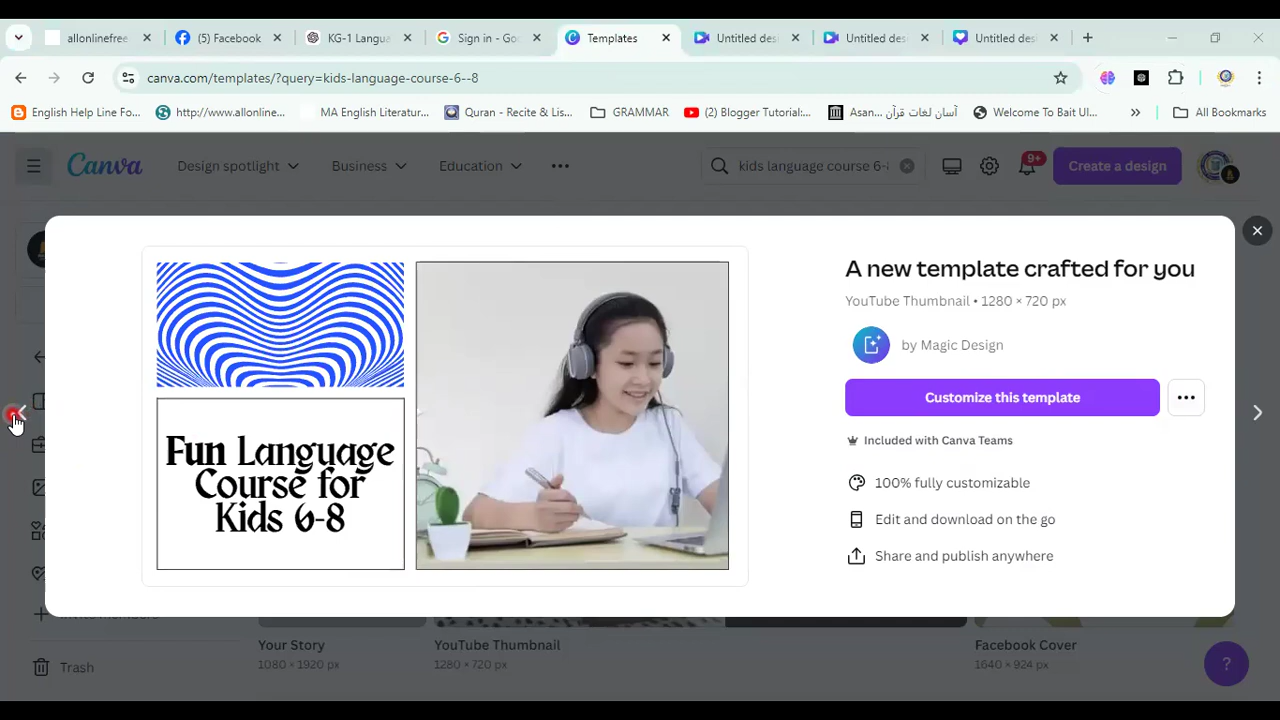 allonlinefree
(5) Facebook
KG-1 Langua
Sign in - Goo
Templates
Untitled des
Untitled des
Untitled des
canva.com/templates/?query=kids-language-course-6--8
English Help Line Fo...
http://www.allonline...
MA English Literatur...
Quran - Recite & Lis...
GRAMMAR
(2) Blogger Tutorial:...
Asan... آسان لغات قرآن
Welcome To Bait Ul...
All Bookmarks
Canva
Design spotlight
Business
Education
kids language course 6-8
9+
Create a design
A new template crafted for you
YouTube Thumbnail • 1280 × 720 px
by Magic Design
Customize this template
Included with Canva Teams
100% fully customizable
Edit and download on the go
Share and publish anywhere
Fun Language
Course for
Kids 6-8
Your Story
1080 × 1920 px
YouTube Thumbnail
1280 × 720 px
Facebook Cover
1640 × 924 px
Trash
?